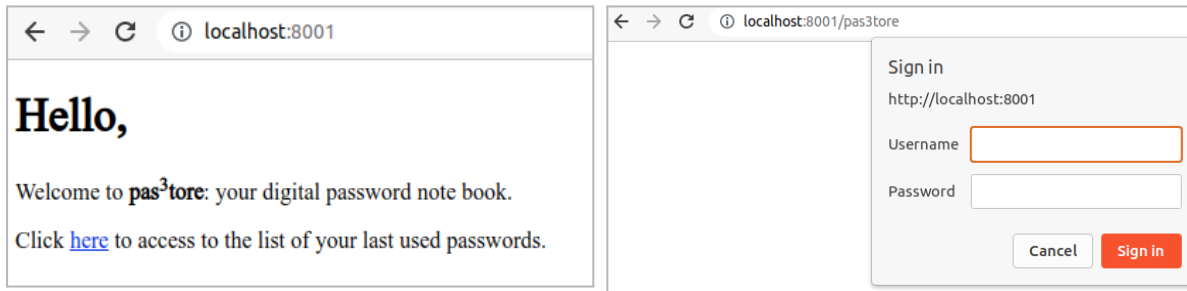 localhost:8001
Hello,
Welcome to pas³tore: your digital password note book.
Click here to access to the list of your last used passwords.
localhost:8001/pas3tore
Sign in
http://localhost:8001
Username
Password
Cancel Sign in